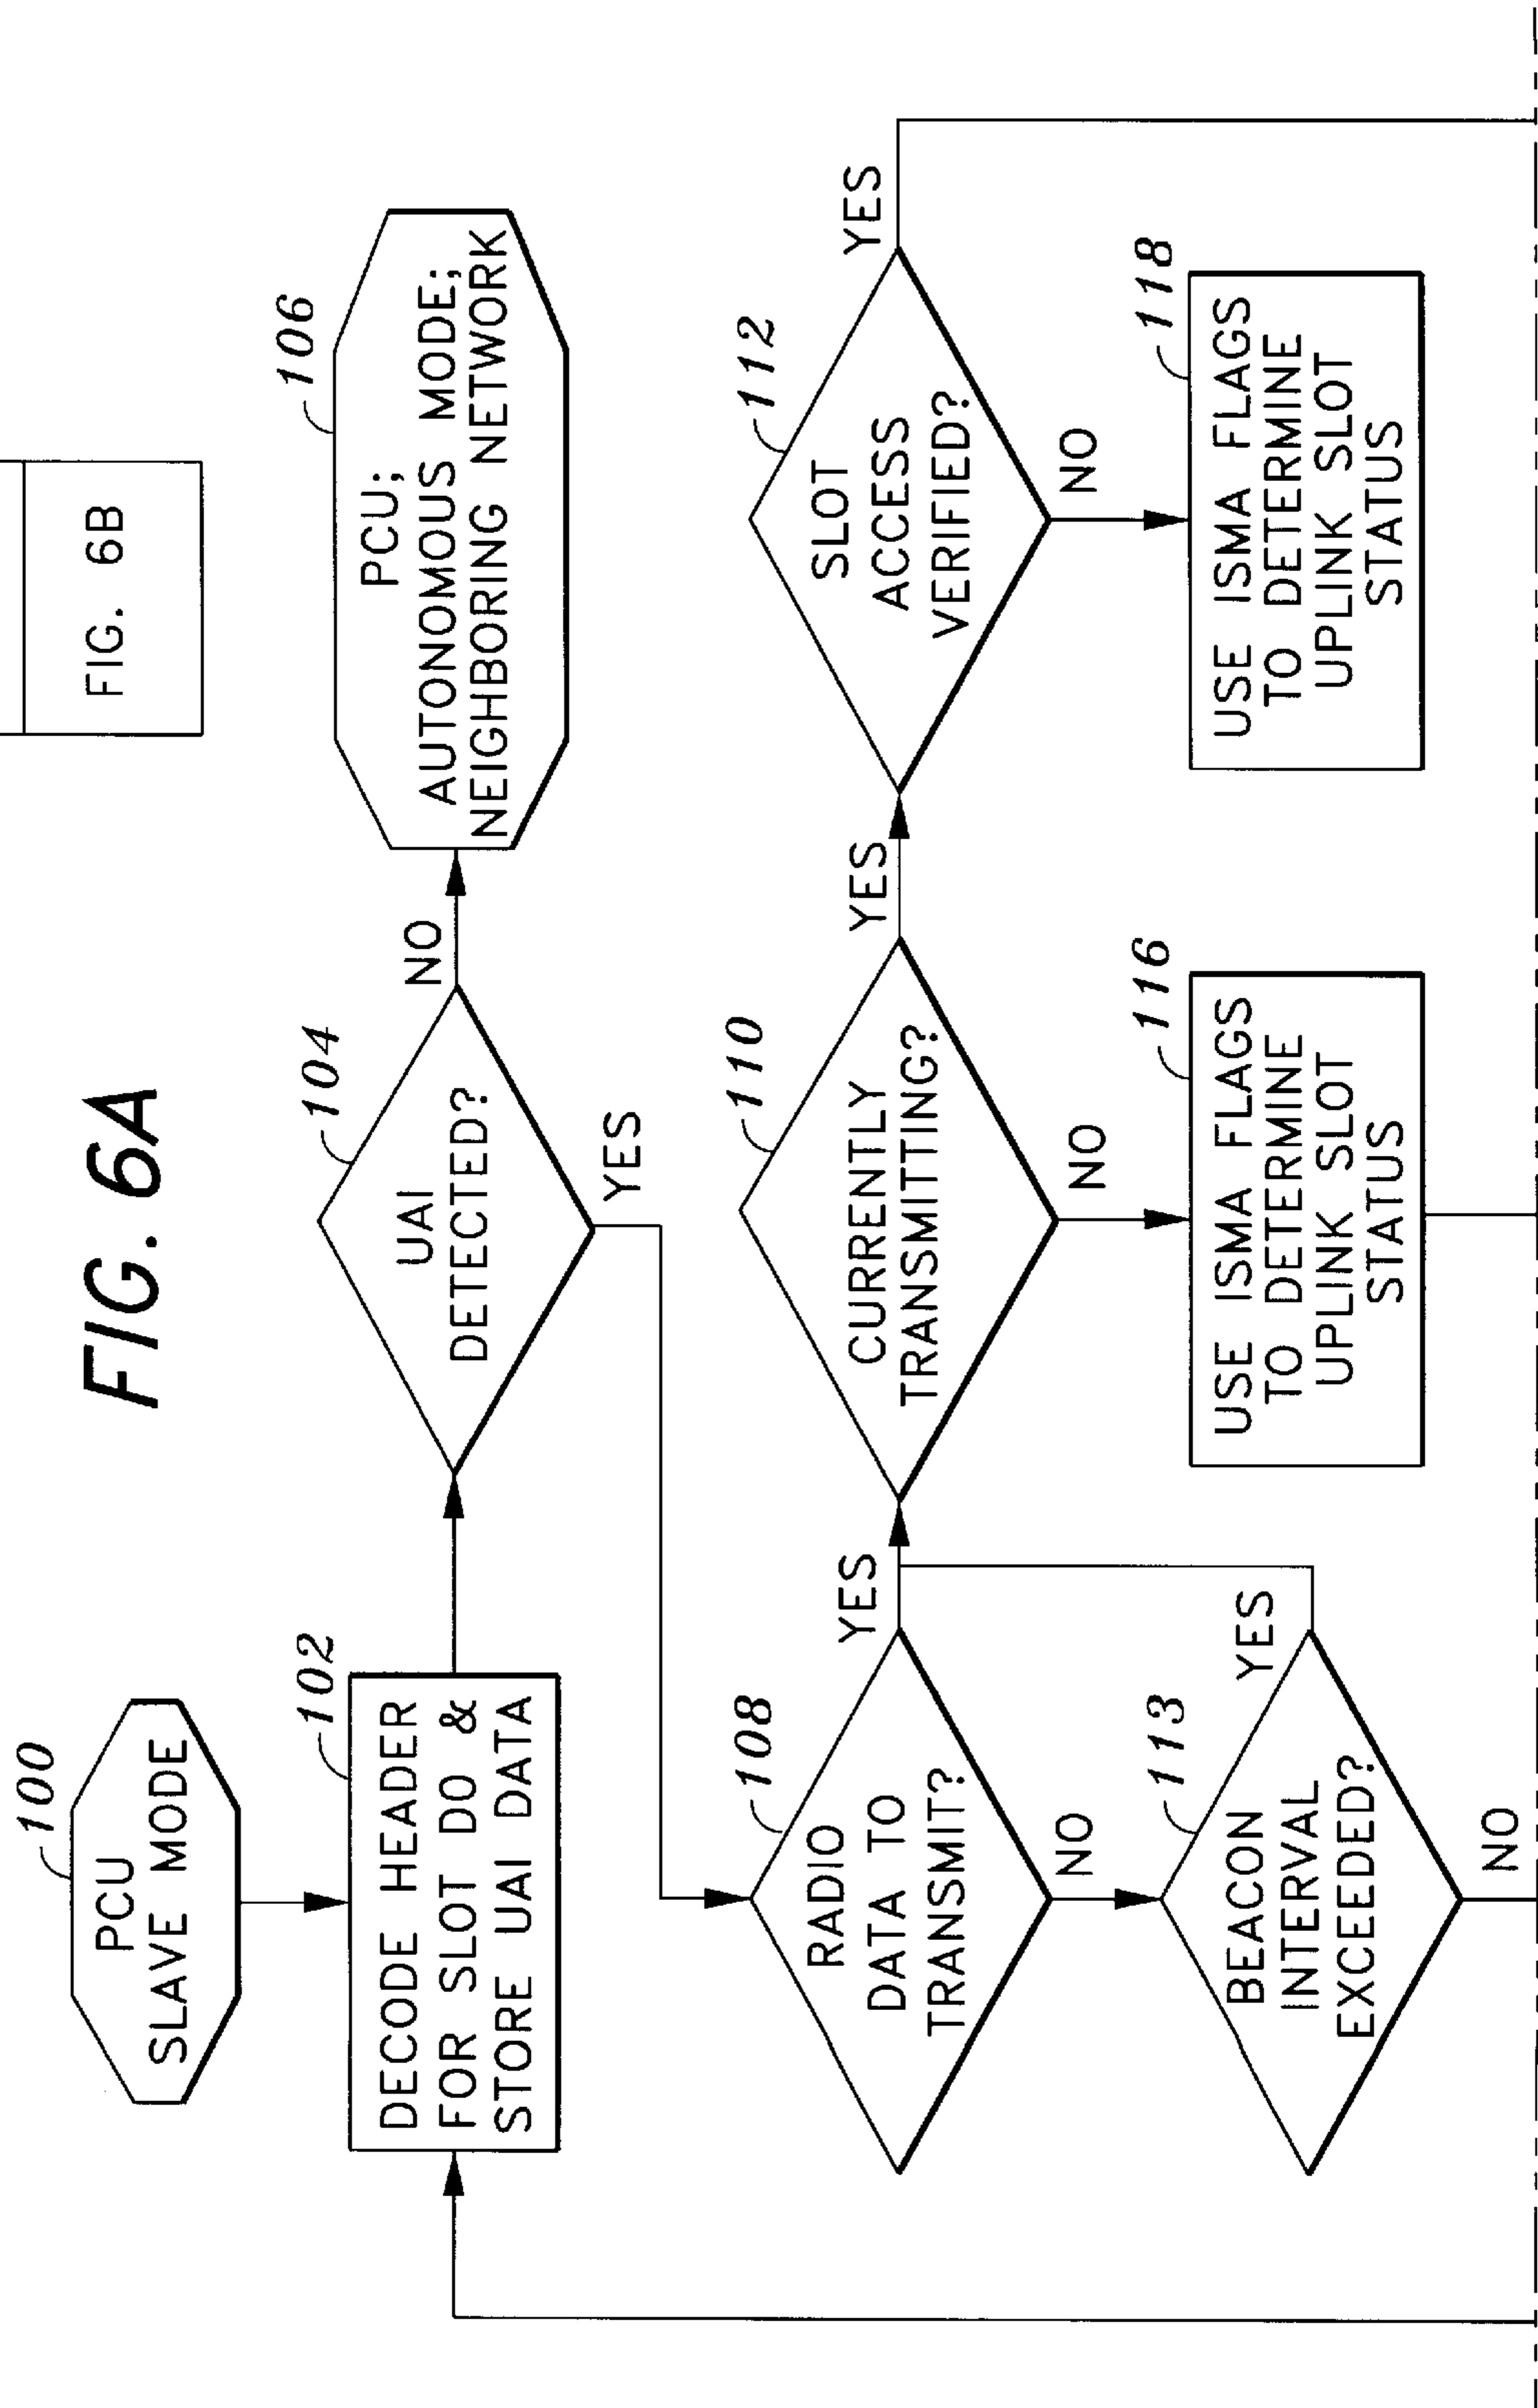 FIG. 6B
FIG. 6A
100
PCU
SLAVE MODE
102
DECODE HEADER
FOR SLOT DO &
STORE UAI DATA
104
UAI
DETECTED?
NO
YES
106
PCU;
AUTONOMOUS MODE;
NEIGHBORING NETWORK
108
RADIO
DATA TO
TRANSMIT?
YES
NO
110
CURRENTLY
TRANSMITTING?
YES
NO
112
SLOT
ACCESS
VERIFIED?
YES
NO
113
BEACON
INTERVAL
EXCEEDED?
YES
NO
116
USE ISMA FLAGS
TO DETERMINE
UPLINK SLOT
STATUS
118
USE ISMA FLAGS
TO DETERMINE
UPLINK SLOT
STATUS